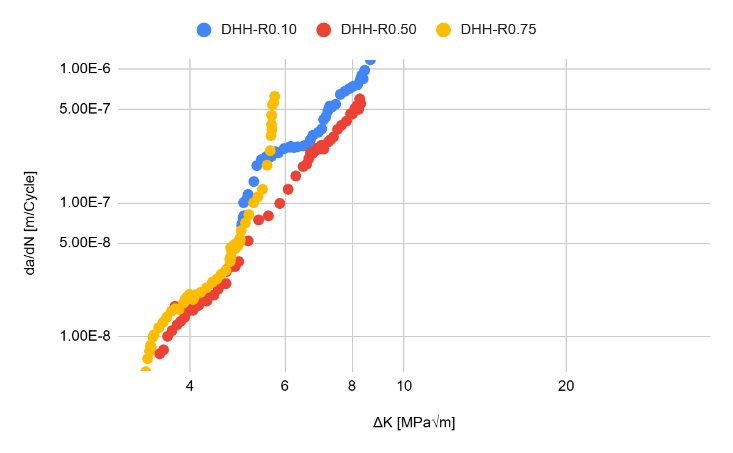 DHH-R0.10 DHH-R0.50 DHH-R0.75
1.00E-6
5.00E-7
1.00E-7
5.00E-8
1.00E-8
da/dN [m/Cycle]
4 6 8 10 20
ΔK [MPa√m]